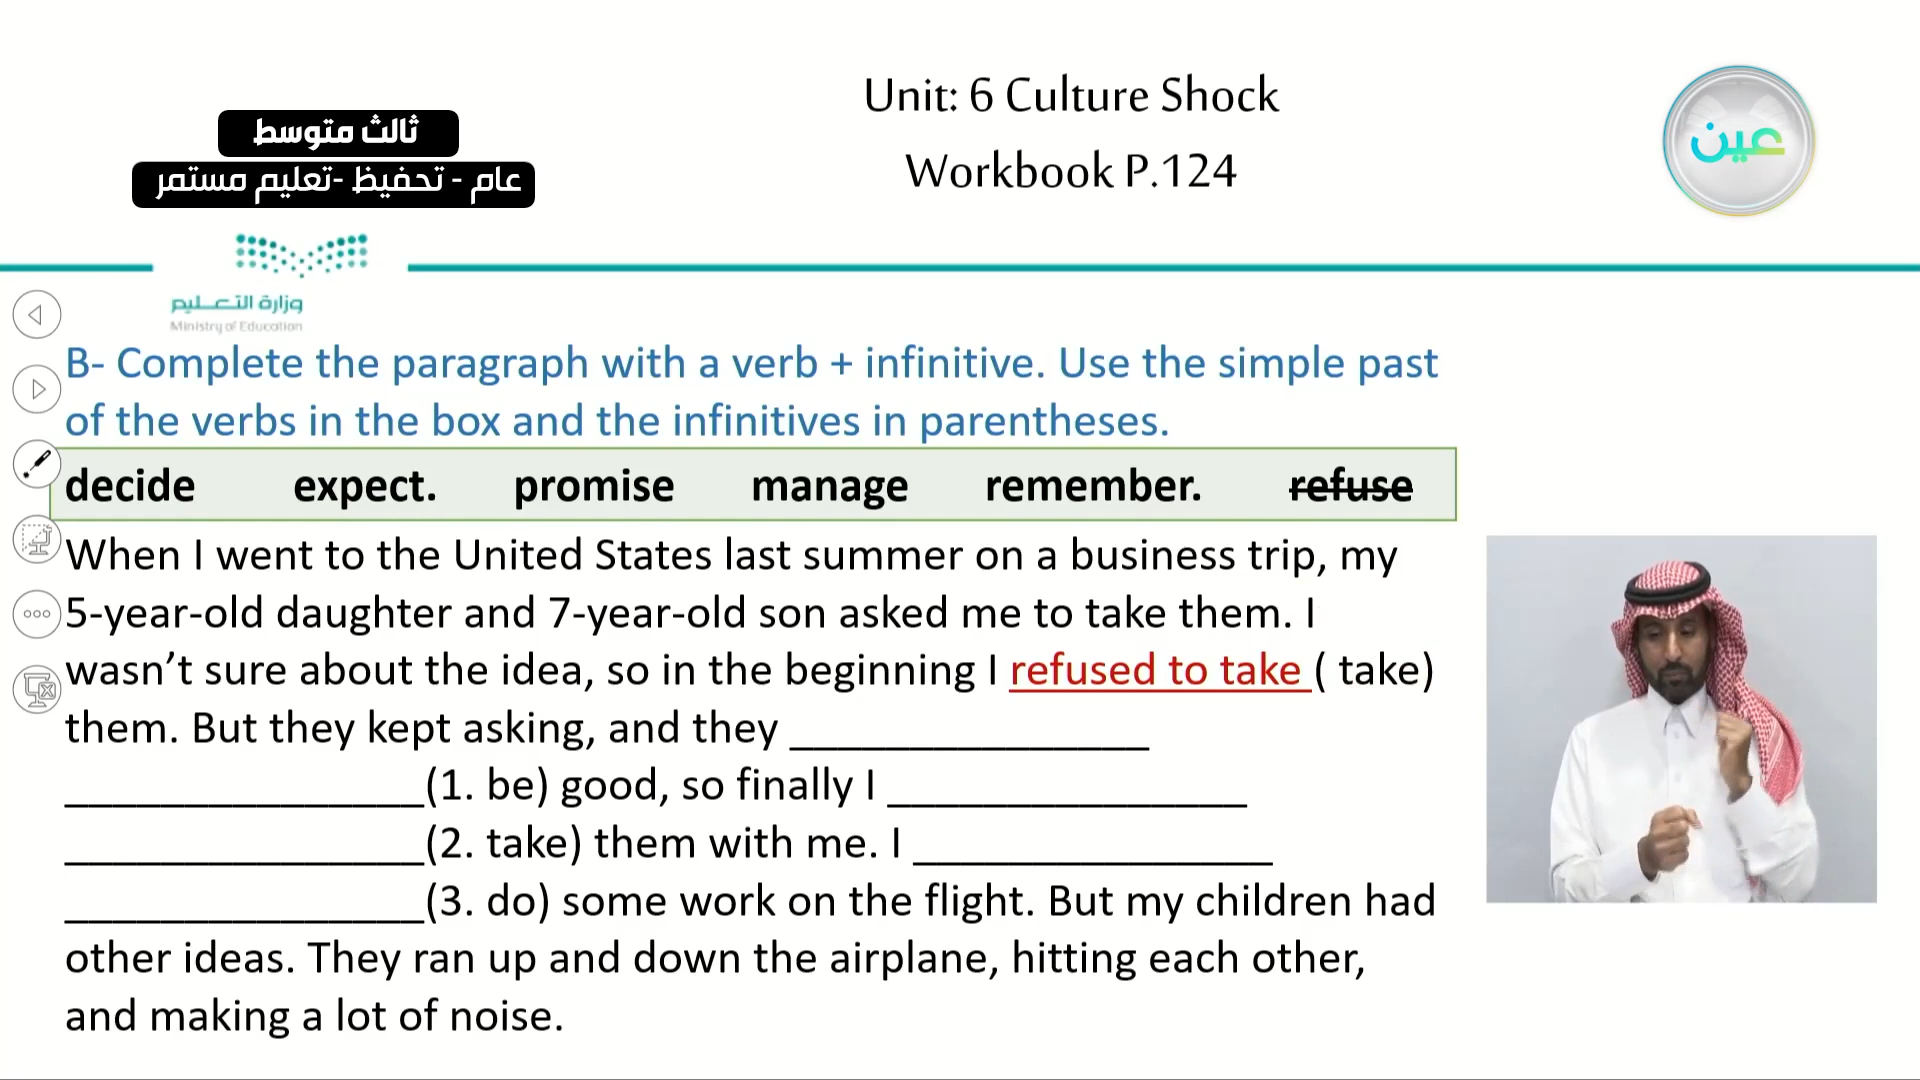 Unit: 6 Culture Shock
Workbook P.124
ثالث متوسط
عام - تحفيظ -تعليم مستمر
عين
وزارة التعليم
Ministry of Education
B- Complete the paragraph with a verb + infinitive. Use the simple past
of the verbs in the box and the infinitives in parentheses.
decide expect. promise manage remember. refuse
When I went to the United States last summer on a business trip, my
5-year-old daughter and 7-year-old son asked me to take them. I
wasn’t sure about the idea, so in the beginning I refused to take ( take)
them. But they kept asking, and they _______________
_______________(1. be) good, so finally I _______________
_______________(2. take) them with me. I _______________
_______________(3. do) some work on the flight. But my children had
other ideas. They ran up and down the airplane, hitting each other,
and making a lot of noise.